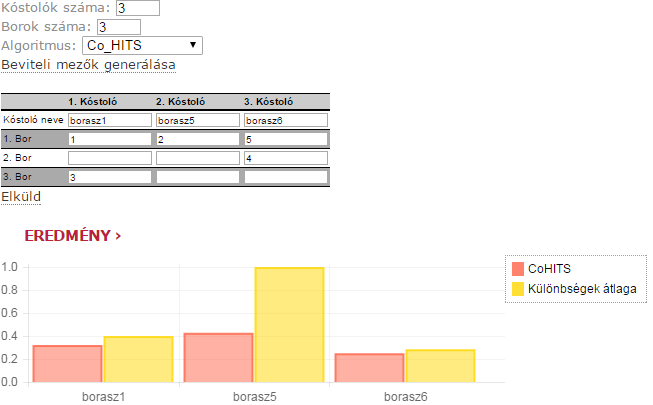 Kóstolók száma: 3
Borok száma: 3
Algoritmus: Co_HITS
Beviteli mezők generálása
1. Kóstoló 2. Kóstoló 3. Kóstoló
Kóstoló neve borasz1 borasz5 borasz6
1. Bor 1 2 5
2. Bor 4
3. Bor 3
Elküld
EREDMÉNY ›
CoHITS
Különbségek átlaga
1.0
0.8
0.6
0.4
0.2
0.0
borasz1 borasz5 borasz6